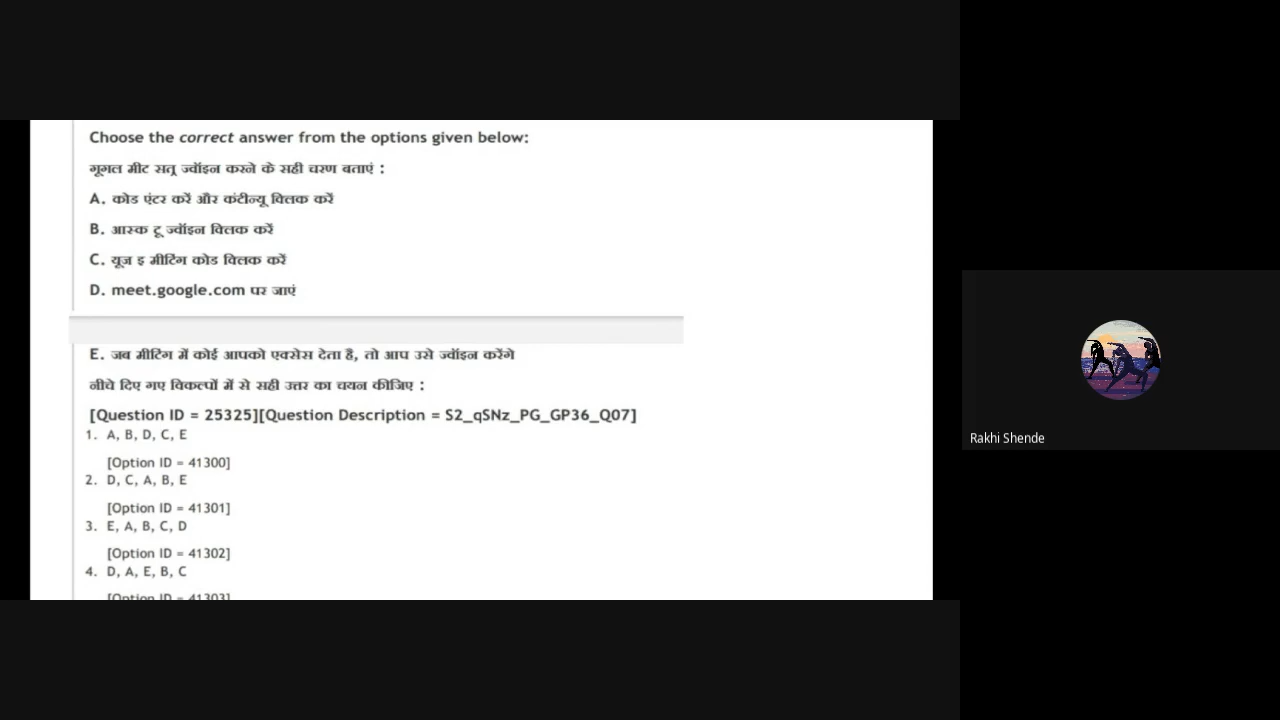 Choose the correct answer from the options given below:
गूगल मीट सत्र ज्वॉइन करने के सही चरण बताएं :
A. कोड एंटर करें और कंटीन्यू क्लिक करें
B. आस्क टू ज्वॉइन क्लिक करें
C. यूज इ मीटिंग कोड क्लिक करें
D. meet.google.com पर जाएं
E. जब मीटिंग में कोई आपको एक्सेस देता है, तो आप उसे ज्वॉइन करेंगे
नीचे दिए गए विकल्पों में से सही उत्तर का चयन कीजिए :
[Question ID = 25325][Question Description = S2_qSNz_PG_GP36_Q07]
1. A, B, D, C, E
[Option ID = 41300]
2. D, C, A, B, E
[Option ID = 41301]
3. E, A, B, C, D
[Option ID = 41302]
4. D, A, E, B, C
[Option ID = 41303]
Rakhi Shende